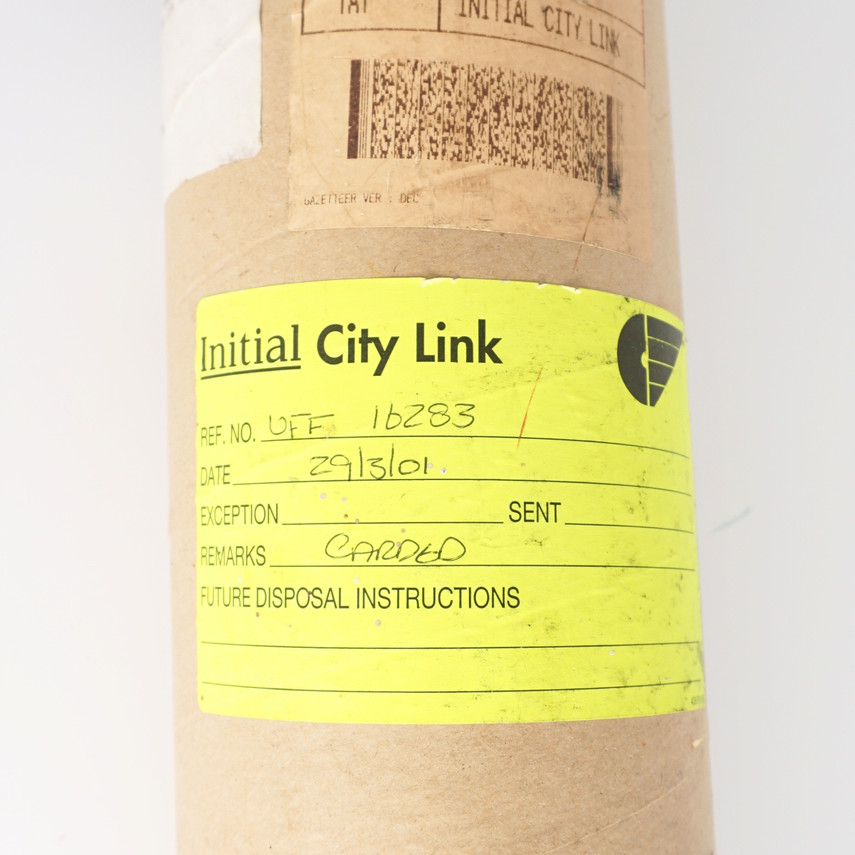 INITIAL CITY LINK
GAZETTEER VER : DEC
Initial City Link
REF. NO. UFF 16283
DATE 29/3/01
EXCEPTION SENT
REMARKS CARDED
FUTURE DISPOSAL INSTRUCTIONS